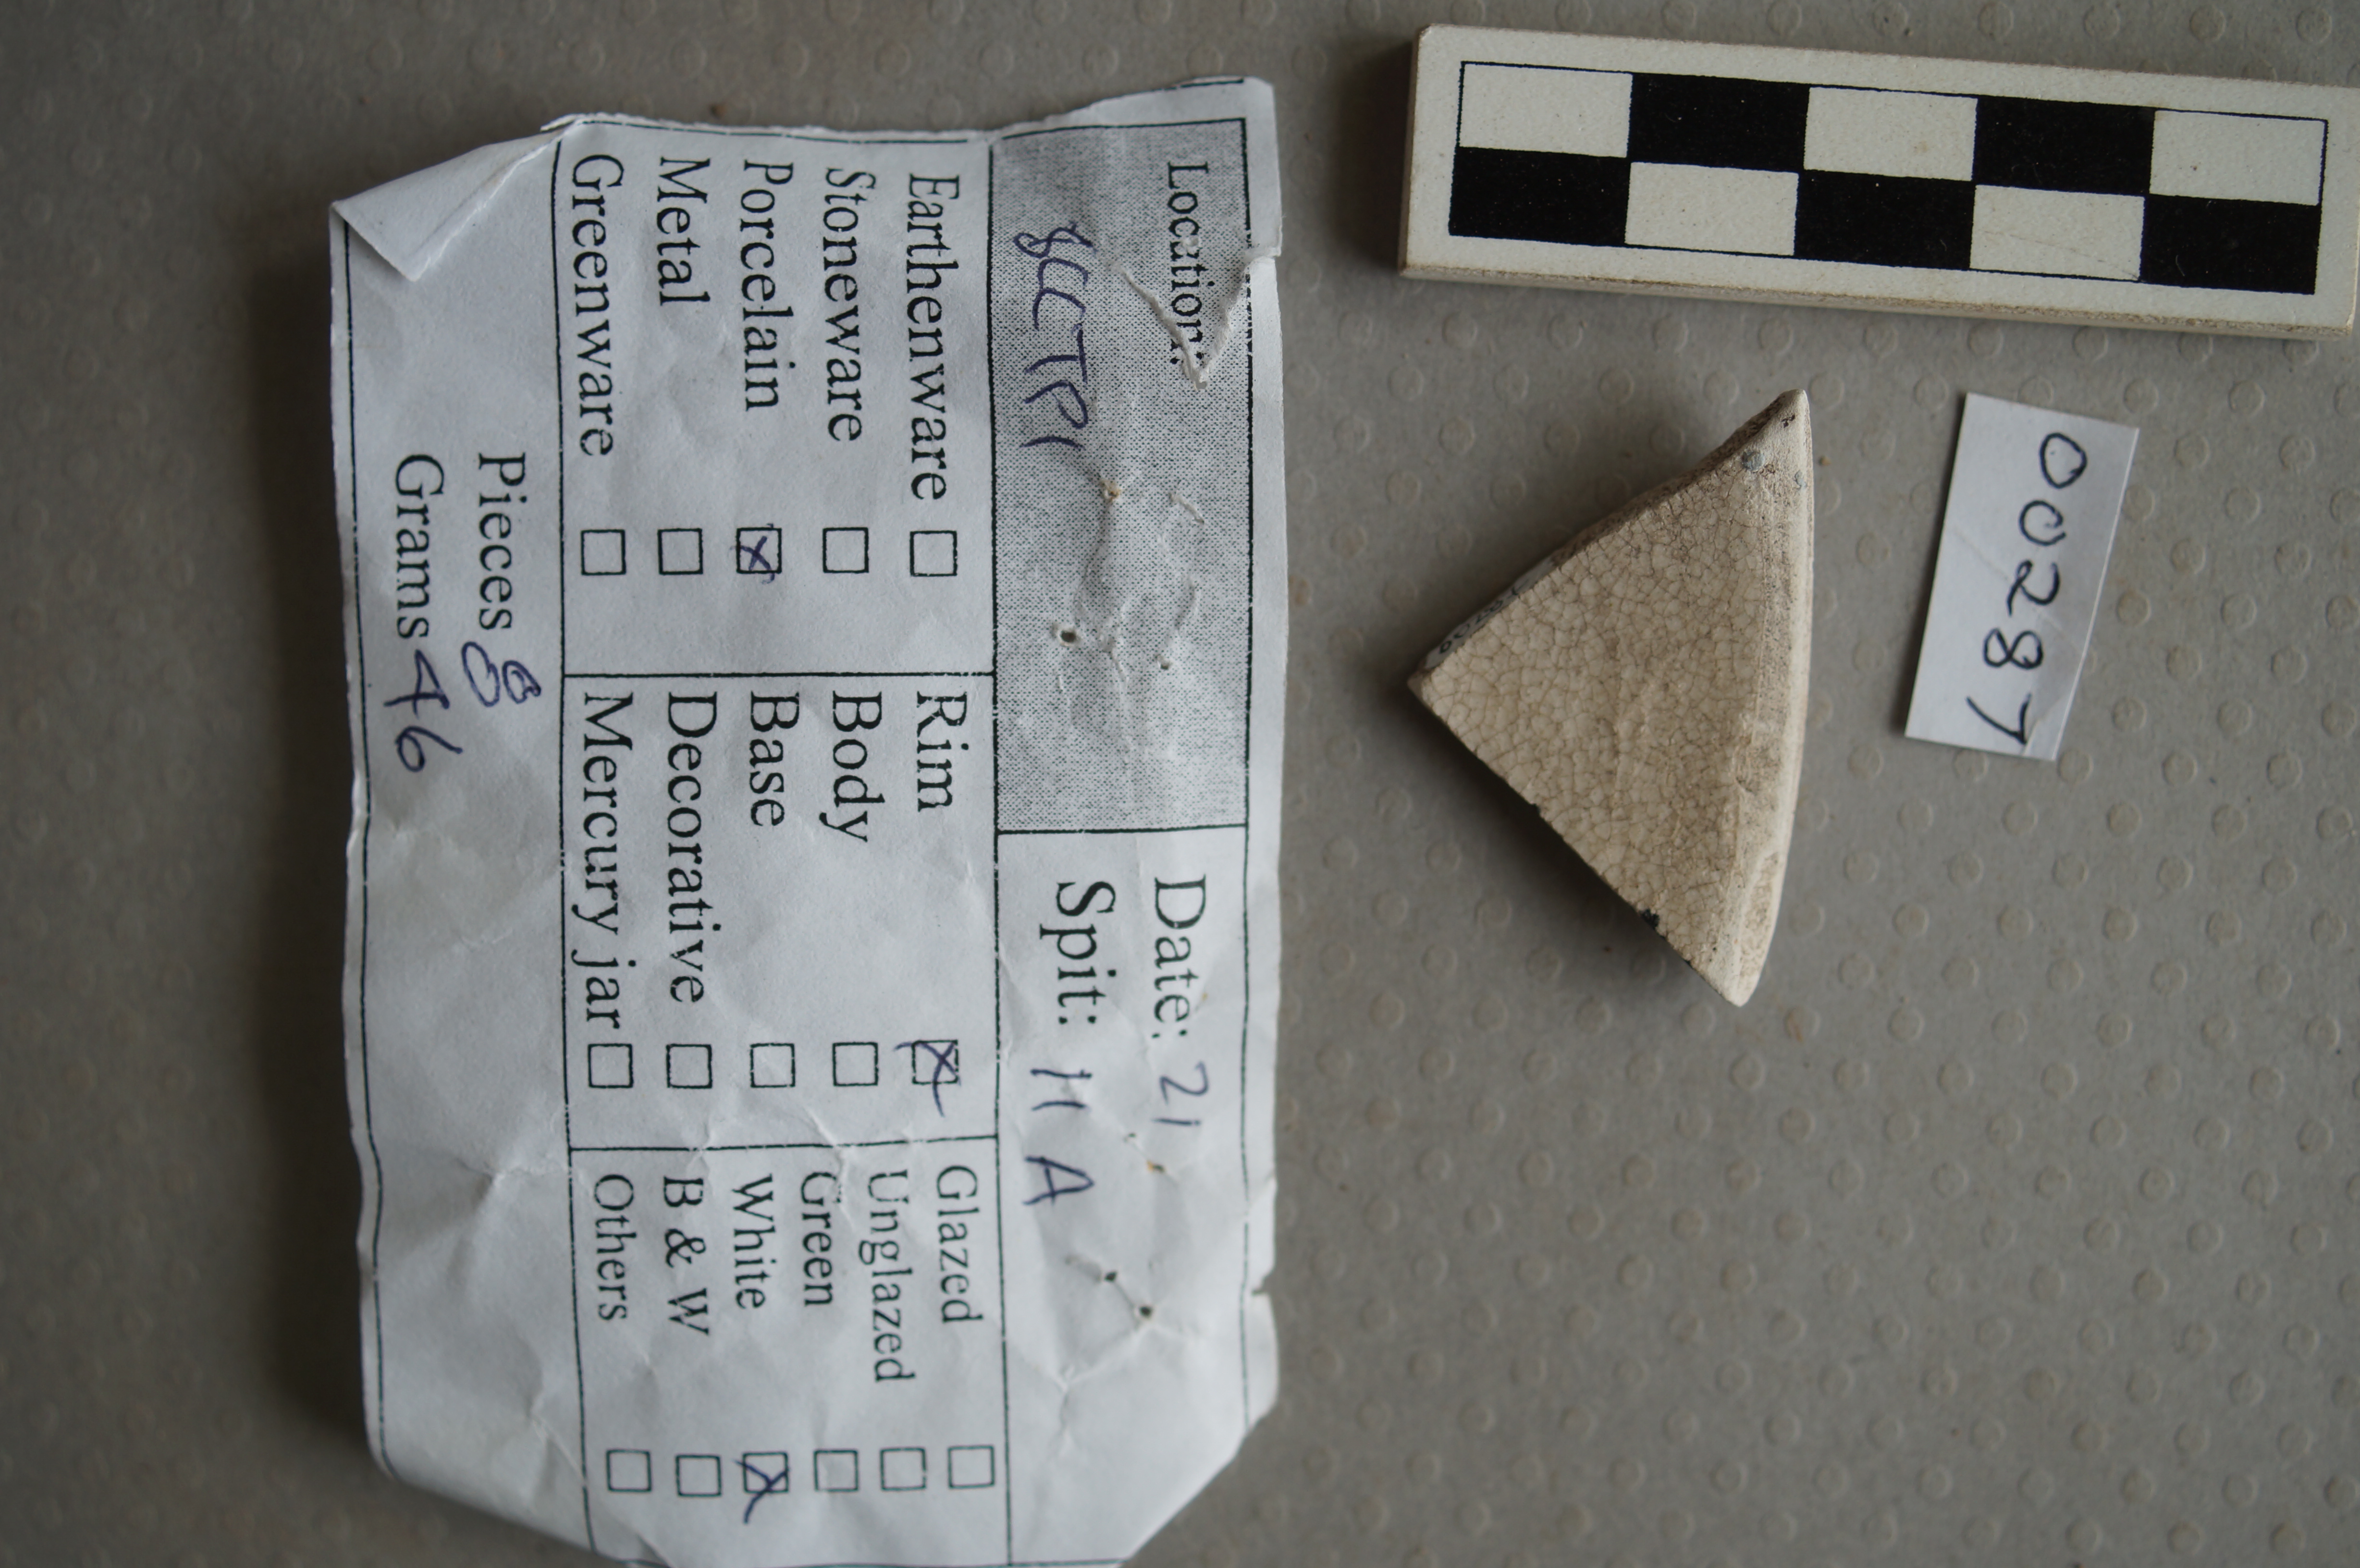 00287
Location:
Date: 21
Spit: 11 A
Earthenware
Stoneware
Porcelain
Metal
Greenware
Rim
Body
Base
Decorative
Mercury jar
Glazed
Unglazed
Green
White
B & W
Others
Pieces 8
Grams 46